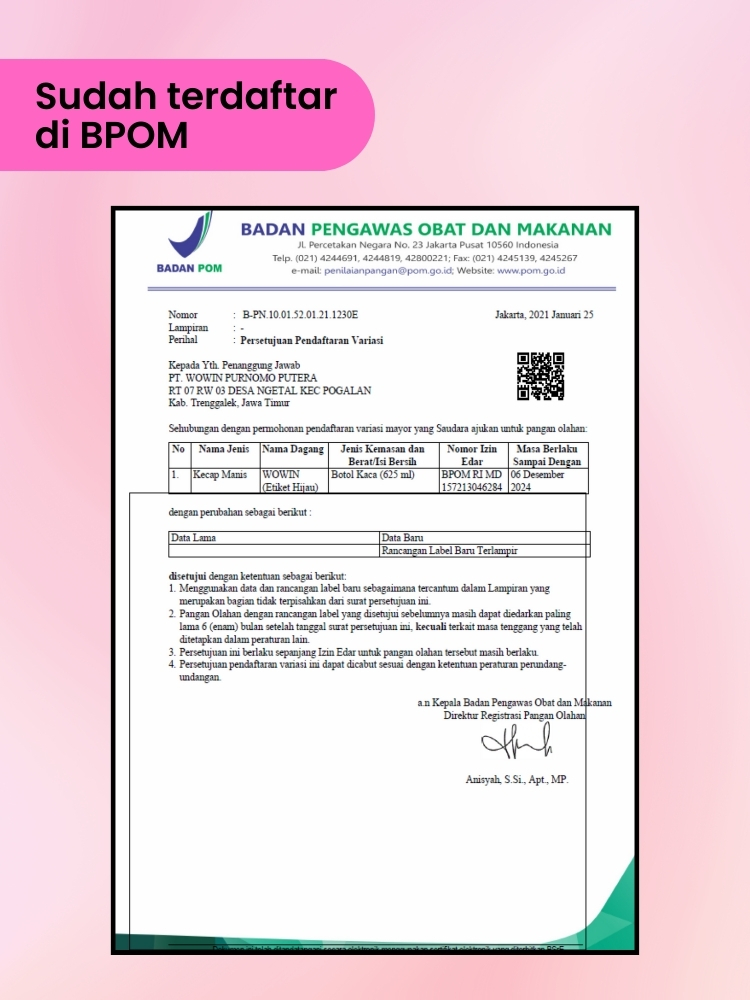 Sudah terdaftar
di BPOM
BADAN POM
BADAN PENGAWAS OBAT DAN MAKANAN
Jl. Percetakan Negara No. 23 Jakarta Pusat 10560 Indonesia
Telp. (021) 4244691, 4244819, 42800221; Fax: (021) 4245139, 4245267
e-mail: penilaianpangan@pom.go.id; Website: www.pom.go.id
Nomor : B-PN.10.01.52.01.21.1230E Jakarta, 2021 Januari 25
Lampiran : -
Perihal : Persetujuan Pendaftaran Variasi
Kepada Yth. Penanggung Jawab
PT. WOWIN PURNOMO PUTERA
RT 07 RW 03 DESA NGETAL KEC POGALAN
Kab. Trenggalek, Jawa Timur
Sehubungan dengan permohonan pendaftaran variasi mayor yang Saudara ajukan untuk pangan olahan:
No Nama Jenis Nama Dagang Jenis Kemasan dan Nomor Izin Masa Berlaku
Berat/Isi Bersih Edar Sampai Dengan
1. Kecap Manis WOWIN Botol Kaca (625 ml) BPOM RI MD 06 Desember
(Etiket Hijau) 157213046284 2024
dengan perubahan sebagai berikut :
Data Lama Data Baru
Rancangan Label Baru Terlampir
disetujui dengan ketentuan sebagai berikut:
1. Menggunakan data dan rancangan label baru sebagaimana tercantum dalam Lampiran yang
merupakan bagian tidak terpisahkan dari surat persetujuan ini.
2. Pangan Olahan dengan rancangan label yang disetujui sebelumnya masih dapat diedarkan paling
lama 6 (enam) bulan setelah tanggal surat persetujuan ini, kecuali terkait masa tenggang yang telah
ditetapkan dalam peraturan lain.
3. Persetujuan ini berlaku sepanjang Izin Edar untuk pangan olahan tersebut masih berlaku.
4. Persetujuan pendaftaran variasi ini dapat dicabut sesuai dengan ketentuan peraturan perundang-
undangan.
a.n Kepala Badan Pengawas Obat dan Makanan
Direktur Registrasi Pangan Olahan
Anisyah, S.Si., Apt., MP.